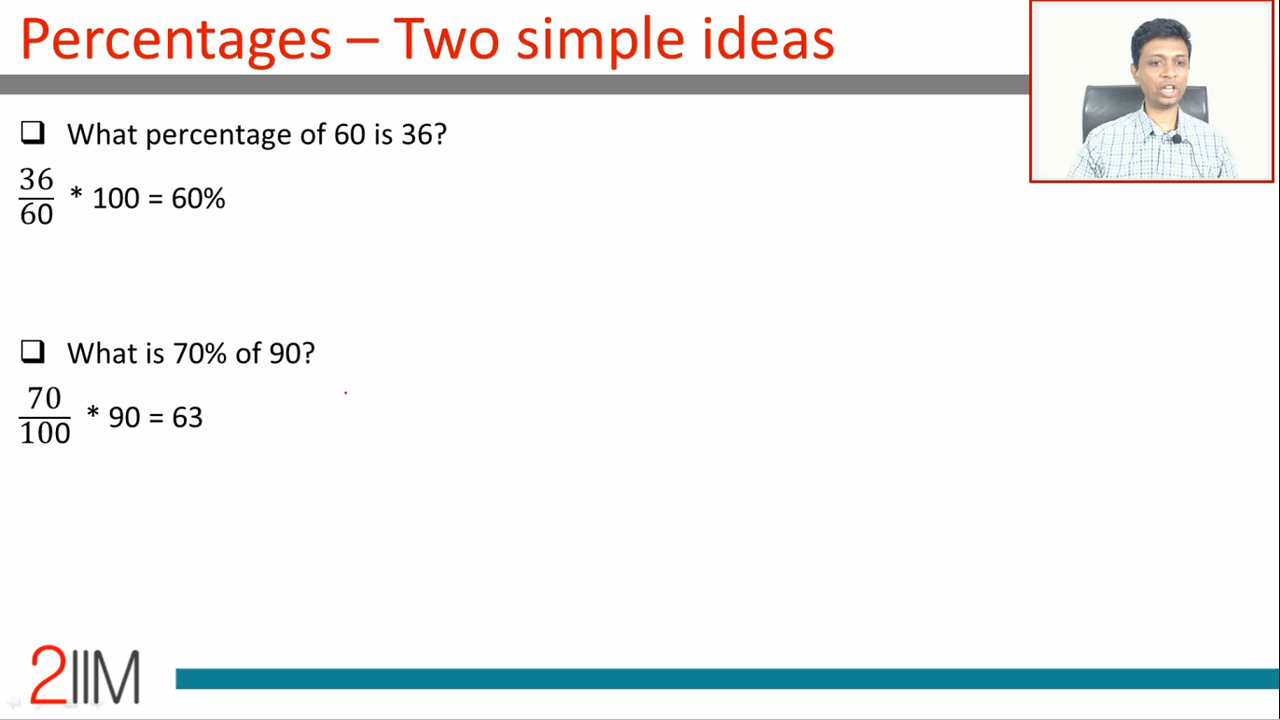 Percentages – Two simple ideas
❑ What percentage of 60 is 36?
36/60 * 100 = 60%
❑ What is 70% of 90?
70/100 * 90 = 63
2IIM